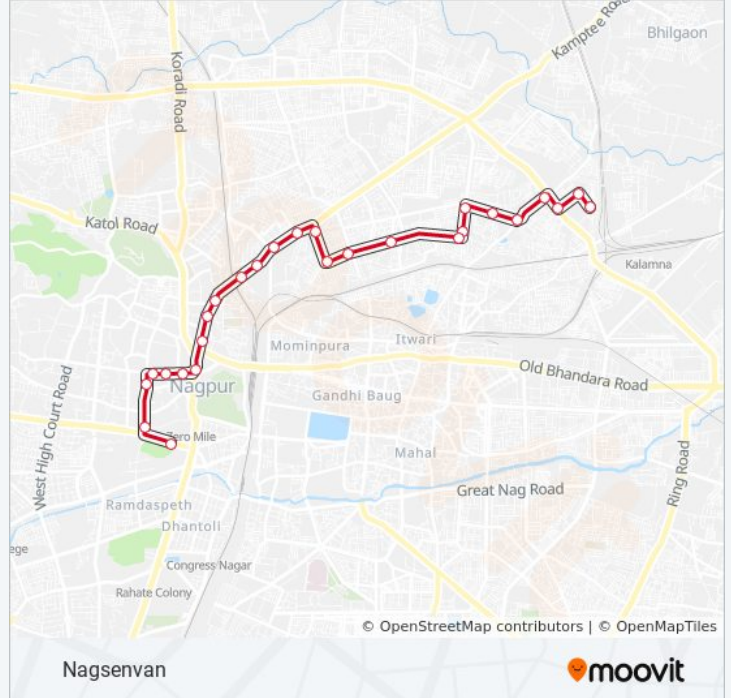 Kamptee Road
Bhilgaon
Koradi Road
Katol Road
Kalamna
Mominpura
Itwari
Old Bhandara Road
Nagpur
Gandhi Baug
West High Court Road
Zero Mile
Mahal
Ring Road
Great Nag Road
Ramdaspeth
Dhantoli
ege
Congress Nagar
Rahate Colony
© OpenStreetMap contributors | © OpenMapTiles
Nagsenvan
moovit